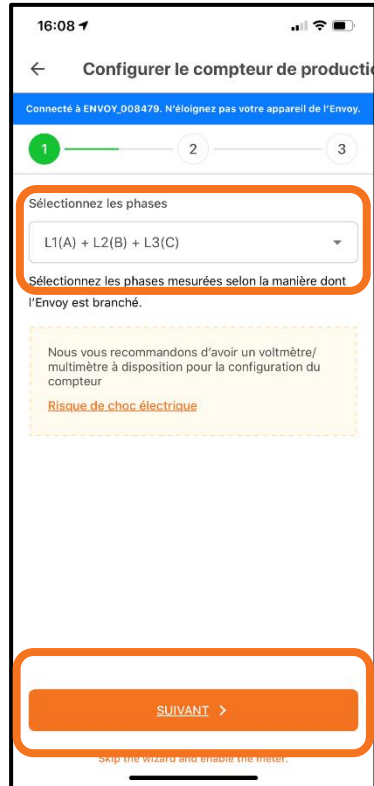 16:08
Configurer le compteur de producti
Connecté à ENVOY_008479. N'éloignez pas votre appareil de l'Envoy.
1 2 3
Sélectionnez les phases
L1(A) + L2(B) + L3(C)
Sélectionnez les phases mesurées selon la manière dont
l'Envoy est branché.
Nous vous recommandons d'avoir un voltmètre/
multimètre à disposition pour la configuration du
compteur
Risque de choc électrique
SUIVANT >
Skip the wizard and enable the meter.